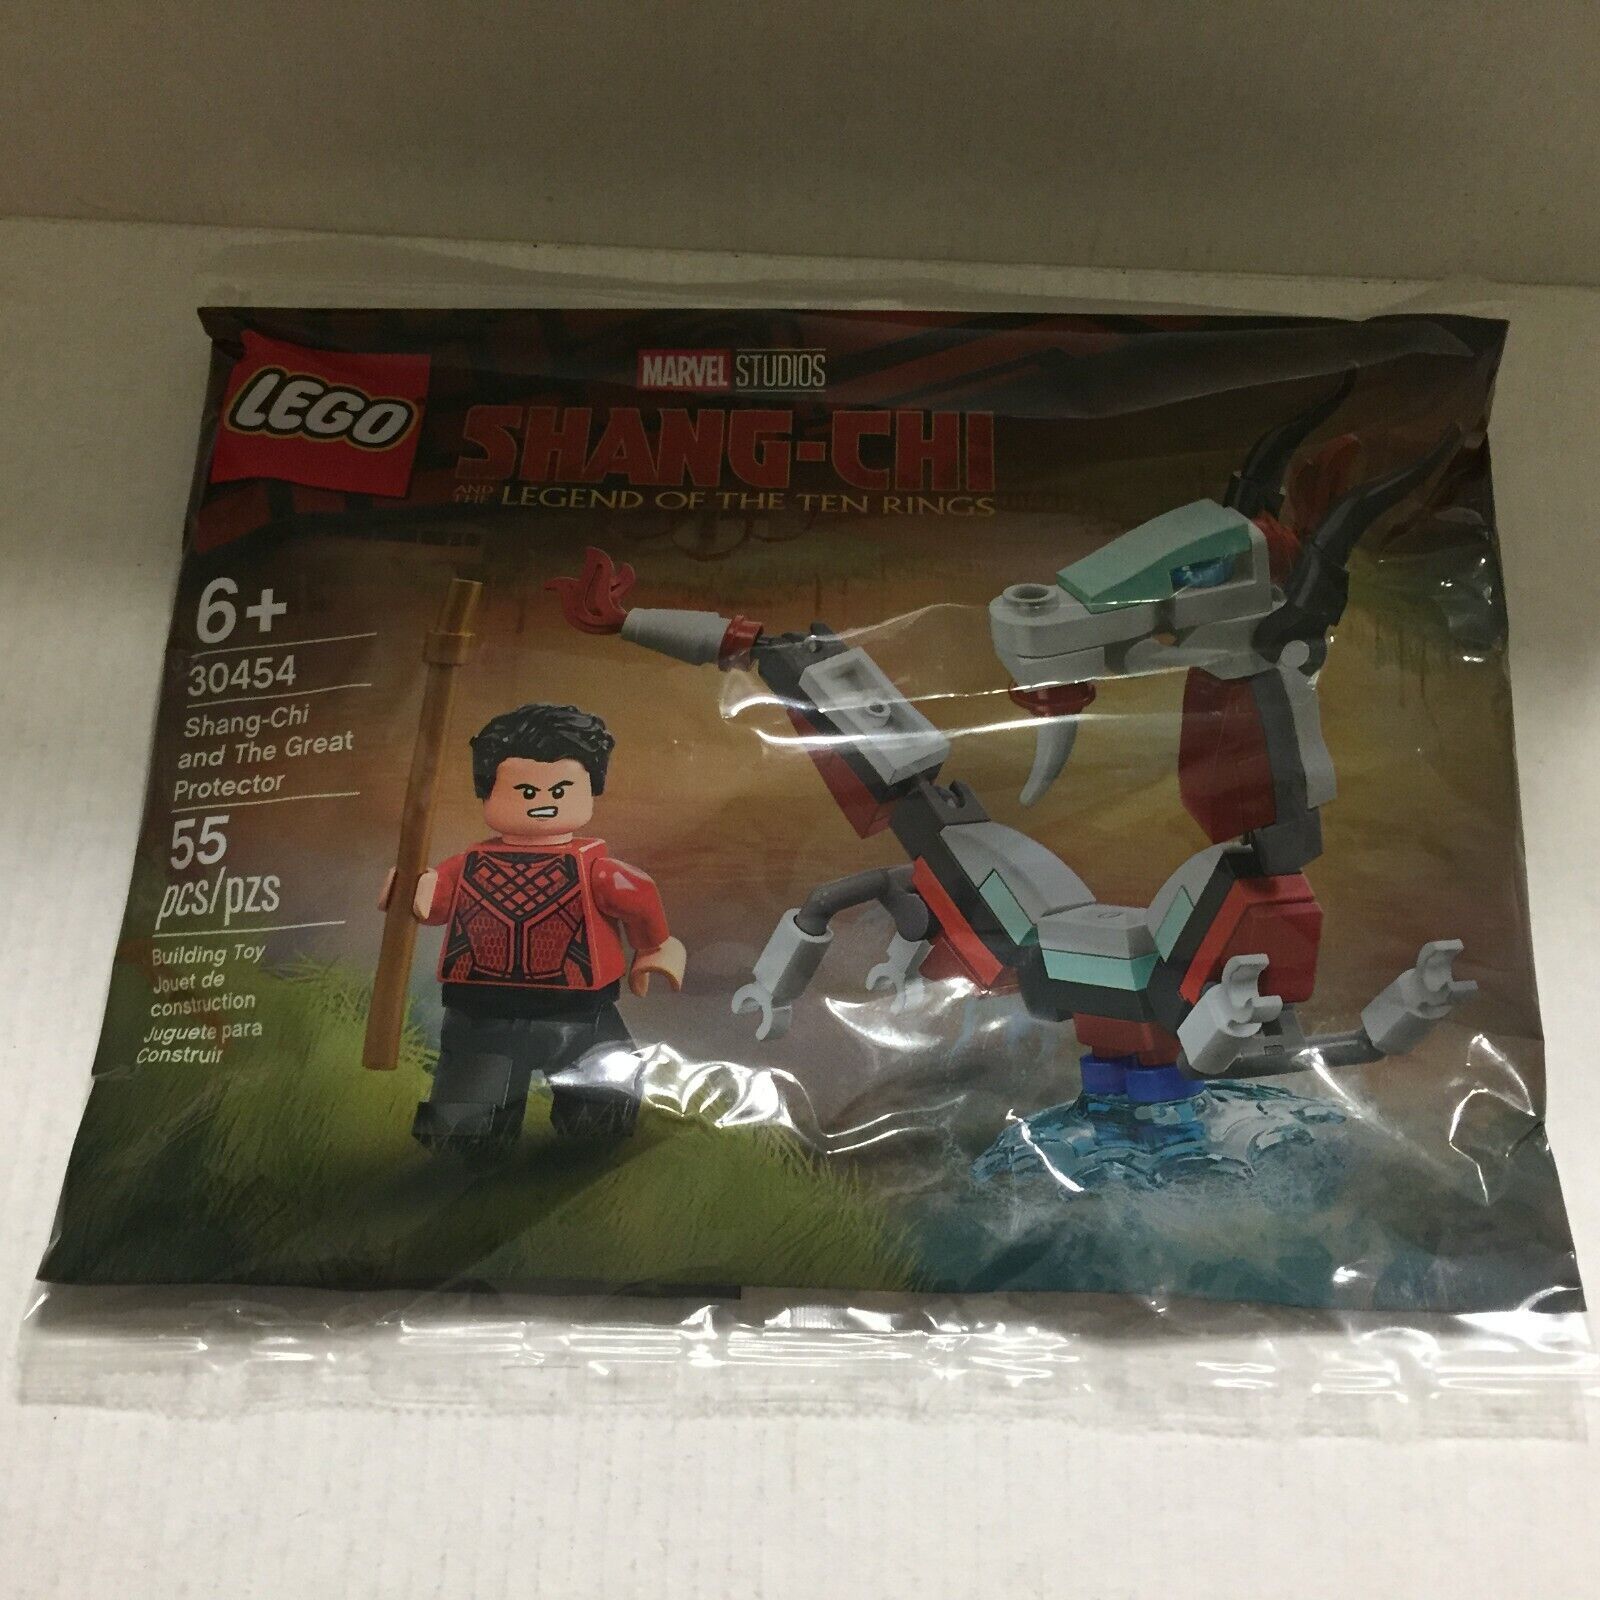 LEGO
MARVEL STUDIOS
SHANG-CHI
AND THE LEGEND OF THE TEN RINGS
6+
30454
Shang-Chi
and The Great
Protector
55
pcs/pzs
Building Toy
Jouet de
construction
Juguete para
Construir